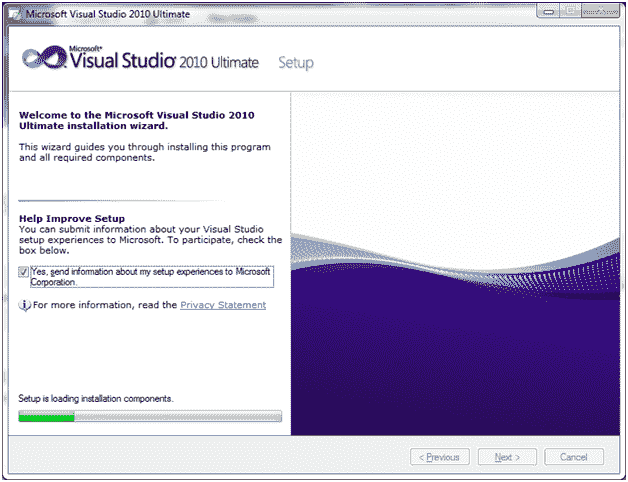 Microsoft Visual Studio 2010 Ultimate
Microsoft®
Visual Studio® 2010 Ultimate Setup
Welcome to the Microsoft Visual Studio 2010
Ultimate installation wizard.
This wizard guides you through installing this program
and all required components.
Help Improve Setup
You can submit information about your Visual Studio
setup experiences to Microsoft. To participate, check the
box below.
Yes, send information about my setup experiences to Microsoft
Corporation.
For more information, read the Privacy Statement
Setup is loading installation components.
< Previous
Next >
Cancel